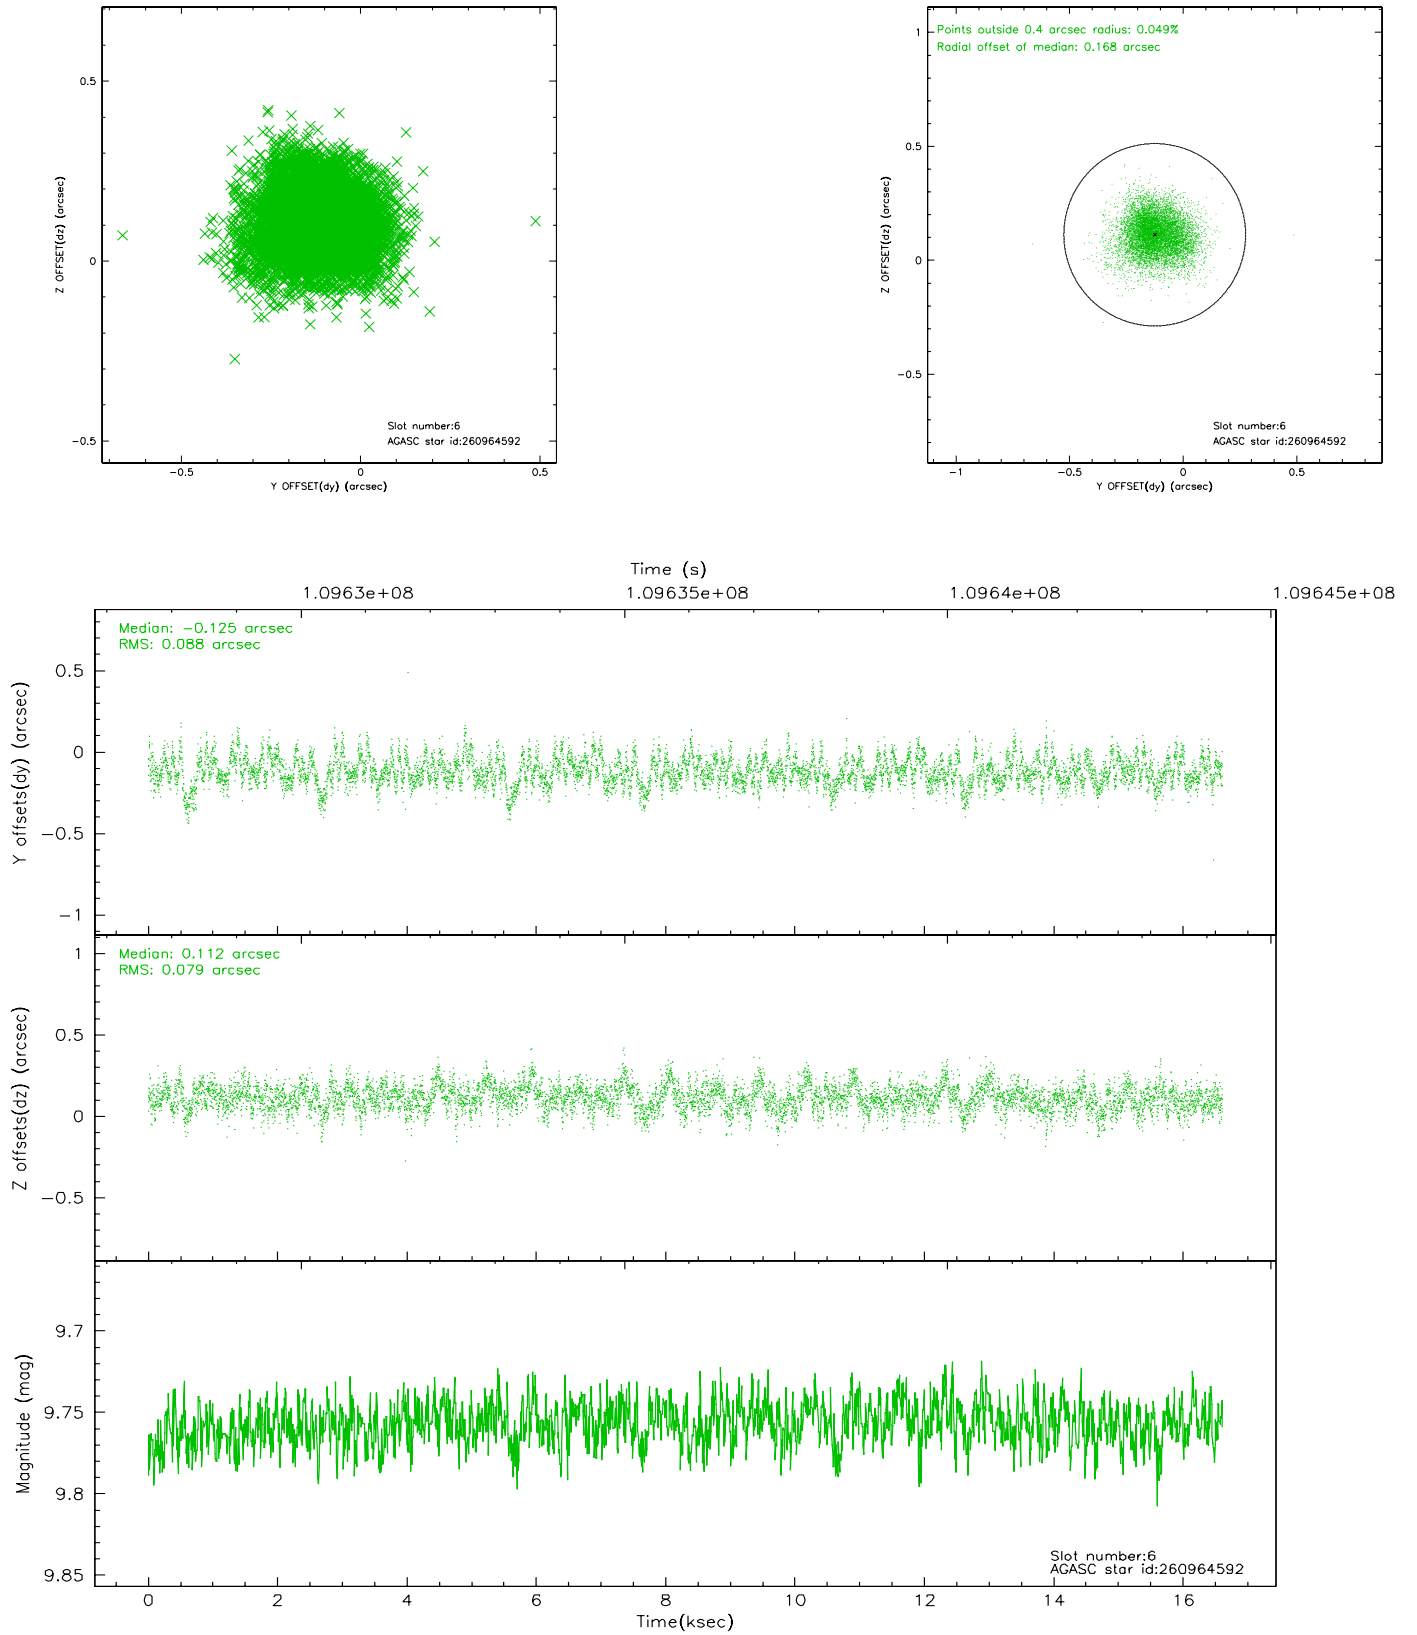 0.5
0
−0.5
Z OFFSET(dz) (arcsec)
−0.5
0
0.5
Y OFFSET(dy) (arcsec)
Slot number:6
AGASC star id:260964592
Points outside 0.4 arcsec radius: 0.049%
Radial offset of median: 0.168 arcsec
1
0.5
0
−0.5
Z OFFSET(dz) (arcsec)
−1
−0.5
0
0.5
Y OFFSET(dy) (arcsec)
Slot number:6
AGASC star id:260964592
Time (s)
1.0963e+08
1.09635e+08
1.0964e+08
1.09645e+08
Median: −0.125 arcsec
RMS: 0.088 arcsec
0.5
0
−0.5
−1
Y offsets(dy) (arcsec)
Median: 0.112 arcsec
RMS: 0.079 arcsec
1
0.5
0
−0.5
Z offsets(dz) (arcsec)
9.7
9.75
9.8
9.85
Magnitude (mag)
Slot number:6
AGASC star id:260964592
0
2
4
6
8
10
12
14
16
Time(ksec)